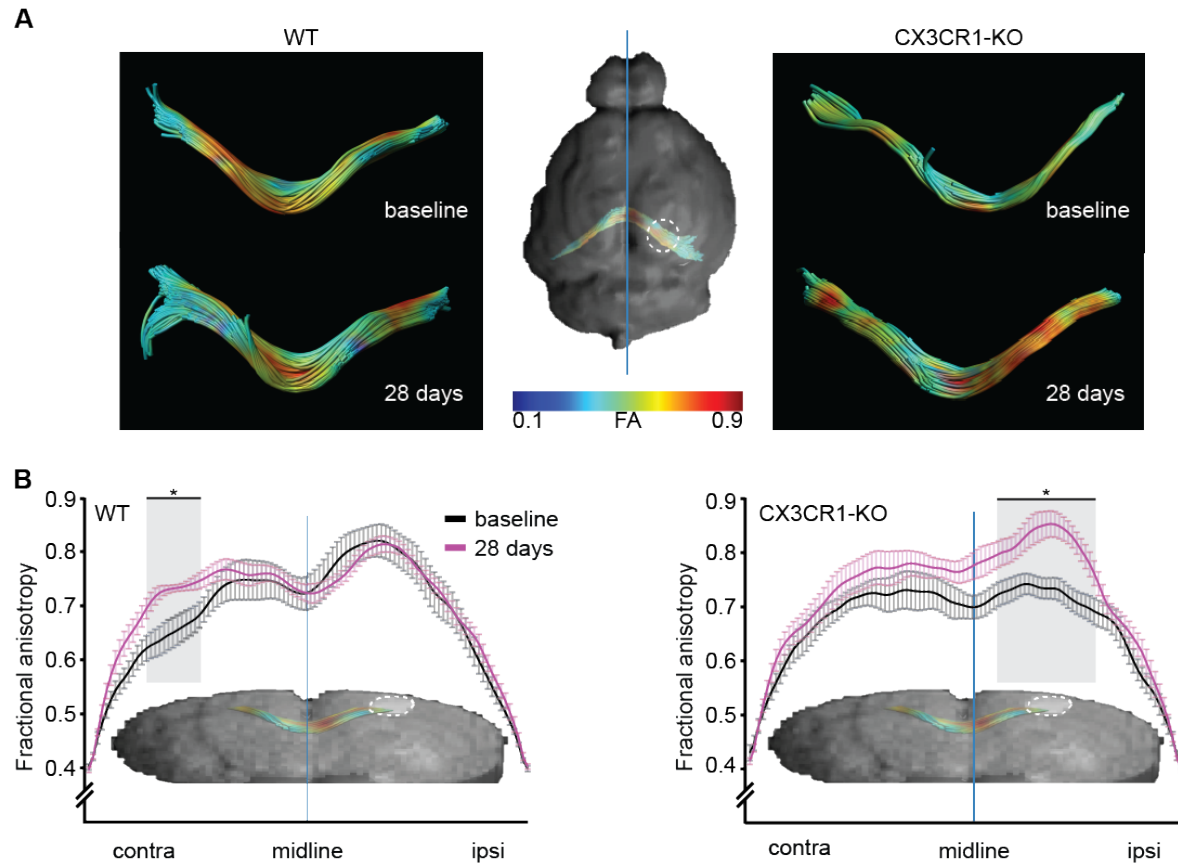 A
WT
CX3CR1-KO
baseline
baseline
28 days
28 days
0.1 FA 0.9
B
0.9
0.8
0.7
0.6
0.5
0.4
Fractional anisotropy
WT
*
baseline
28 days
contra midline ipsi
0.9
0.8
0.7
0.6
0.5
0.4
Fractional anisotropy
CX3CR1-KO
*
contra midline ipsi